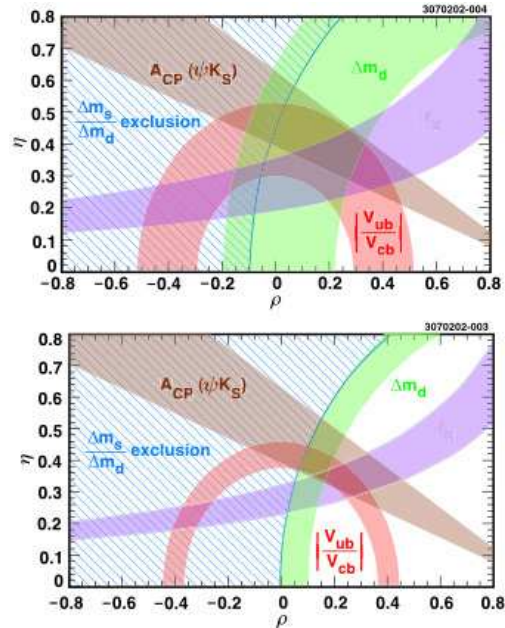 3070202-004
0.8
0.7
0.6
0.5
0.4
0.3
0.2
0.1
0
η
A_CP (ψK_S)
Δm_d
Δm_s
Δm_d exclusion
|V_ub
V_cb|
−0.8 −0.6 −0.4 −0.2 0 0.2 0.4 0.6 0.8
ρ
3070202-003
0.8
0.7
0.6
0.5
0.4
0.3
0.2
0.1
0
η
A_CP (ψK_S)
Δm_d
Δm_s
Δm_d exclusion
|V_ub
V_cb|
−0.8 −0.6 −0.4 −0.2 0 0.2 0.4 0.6 0.8
ρ